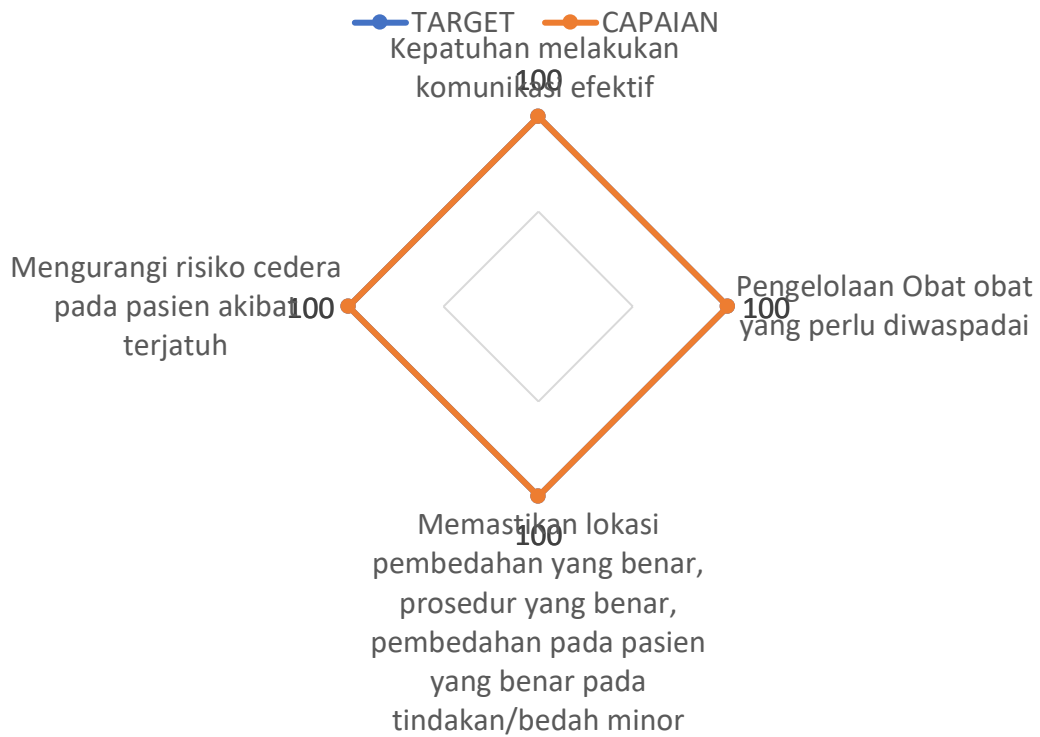 TARGET CAPAIAN
Kepatuhan melakukan
komunikasi efektif
100
Mengurangi risiko cedera
pada pasien akibat
terjatuh
100
Pengelolaan Obat obat
yang perlu diwaspadai
100
100
Memastikan lokasi
pembedahan yang benar,
prosedur yang benar,
pembedahan pada pasien
yang benar pada
tindakan/bedah minor